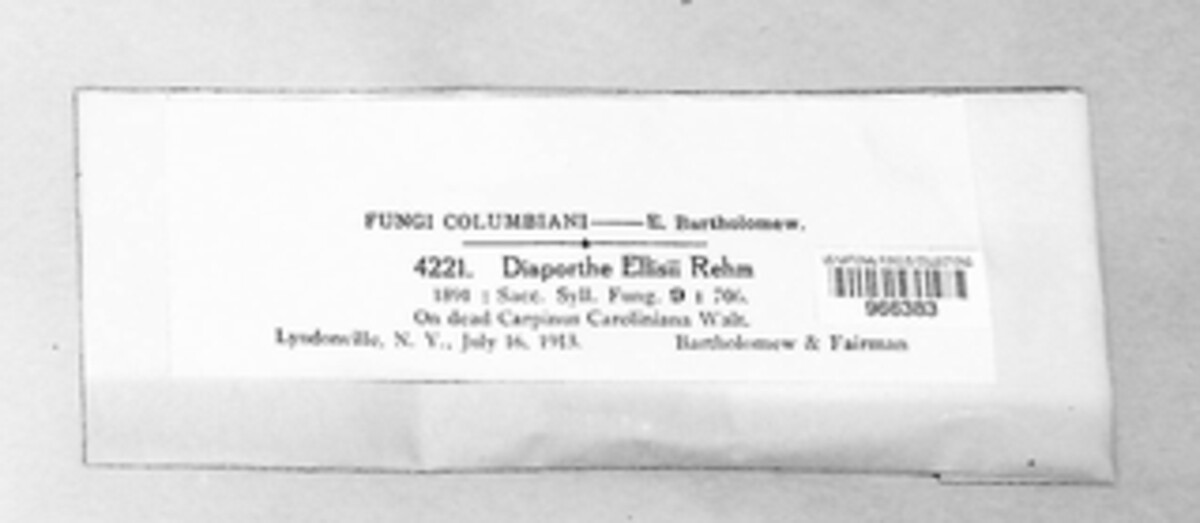 FUNGI COLUMBIANI——E. Bartholomew.
4221. Diaporthe Ellisii Rehm
: Sacc. Syll. Fung. 9 : 706.
On dead Carpinus Caroliniana Walt.
Lyndonville, N. Y., July 16, 1913. Bartholomew & Fairman
966383